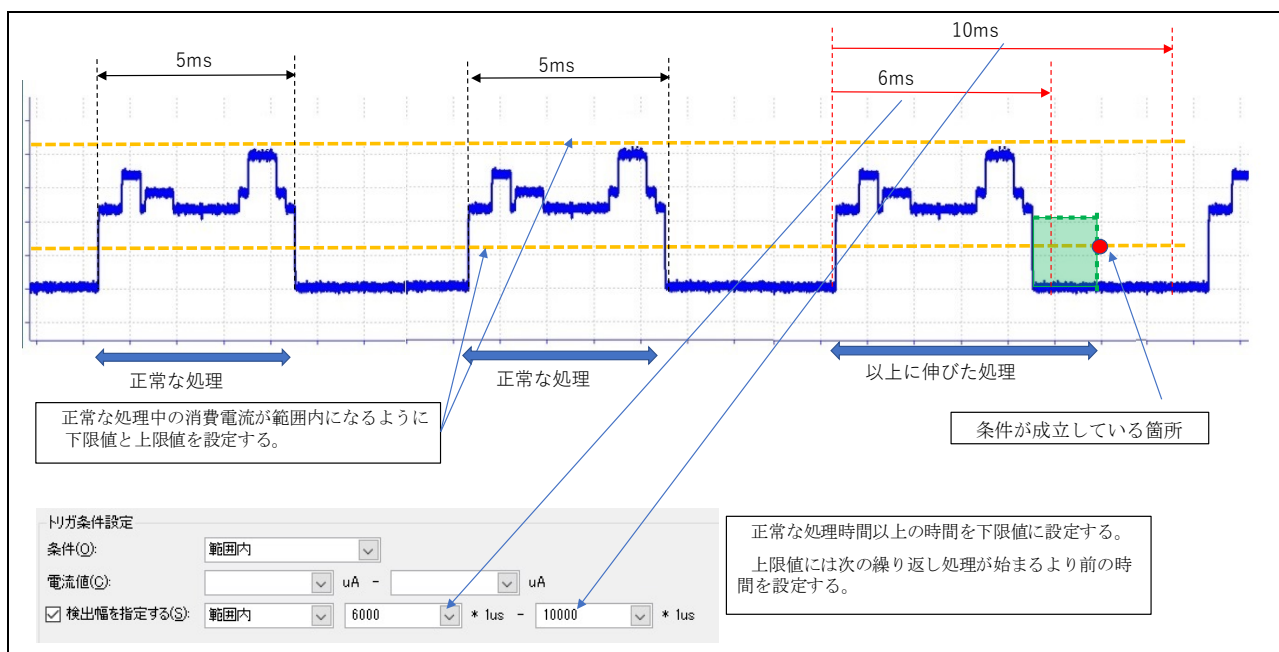 10ms
5ms
5ms
6ms
正常な処理
正常な処理
以上に伸びた処理
正常な処理中の消費電流が範囲内になるように
下限値と上限値を設定する。
条件が成立している箇所
トリガ条件設定
条件(O):
範囲内
電流値(C):
uA -
uA
検出幅を指定する(S):
範囲内
6000
* 1us -
10000
* 1us
正常な処理時間以上の時間を下限値に設定する。
上限値には次の繰り返し処理が始まるより前の時
間を設定する。